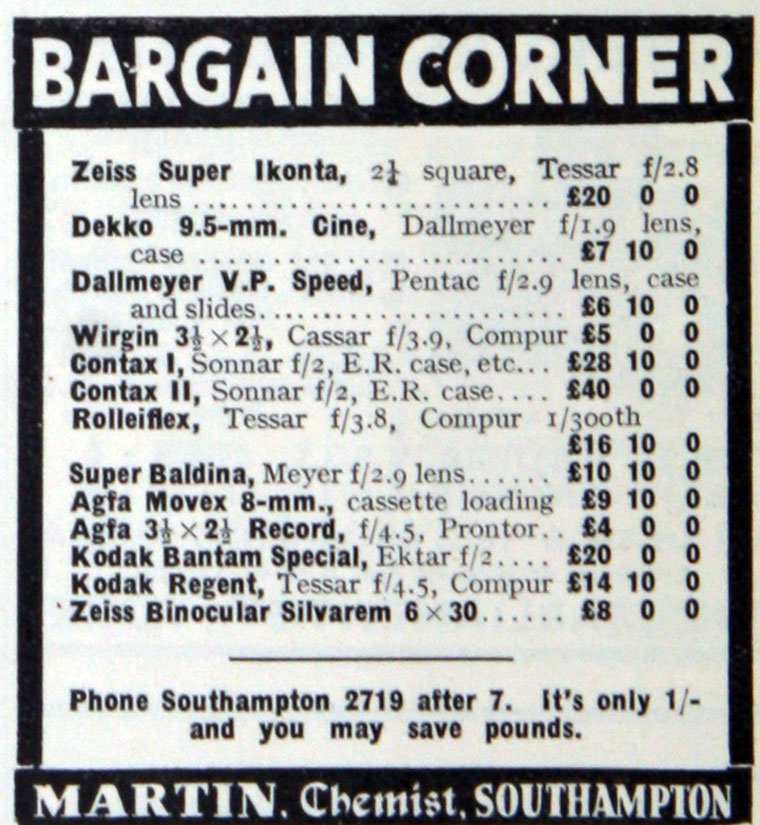 BARGAIN CORNER
Zeiss Super Ikonta, 2¼ square, Tessar f/2.8
lens .......................... £20 0 0
Dekko 9.5-mm. Cine, Dallmeyer f/1.9 lens,
case .......................... £7 10 0
Dallmeyer V.P. Speed, Pentac f/2.9 lens, case
and slides...................... £6 10 0
Wirgin 3½ × 2½, Cassar f/3.9, Compur £5 0 0
Contax I, Sonnar f/2, E.R. case, etc... £28 10 0
Contax II, Sonnar f/2, E.R. case.... £40 0 0
Rolleiflex, Tessar f/3.8, Compur 1/300th
£16 10 0
Super Baldina, Meyer f/2.9 lens...... £10 10 0
Agfa Movex 8-mm., cassette loading £9 10 0
Agfa 3½ × 2½ Record, f/4.5, Prontor.. £4 0 0
Kodak Bantam Special, Ektar f/2.... £20 0 0
Kodak Regent, Tessar f/4.5, Compur £14 10 0
Zeiss Binocular Silvarem 6 × 30...... £8 0 0
Phone Southampton 2719 after 7. It's only 1/-
and you may save pounds.
MARTIN, Chemist, SOUTHAMPTON